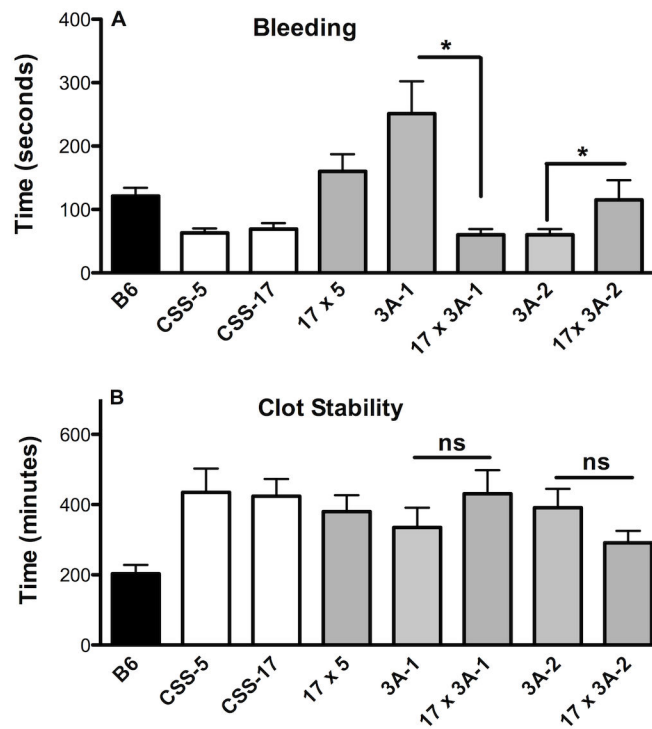 A
Bleeding
Time (seconds)
400
300
200
100
0
*
*
B6
CSS-5
CSS-17
17 x 5
3A-1
17 x 3A-1
3A-2
17x 3A-2
B
Clot Stability
Time (minutes)
600
400
200
0
ns
ns
B6
CSS-5
CSS-17
17 x 5
3A-1
17 x 3A-1
3A-2
17x 3A-2